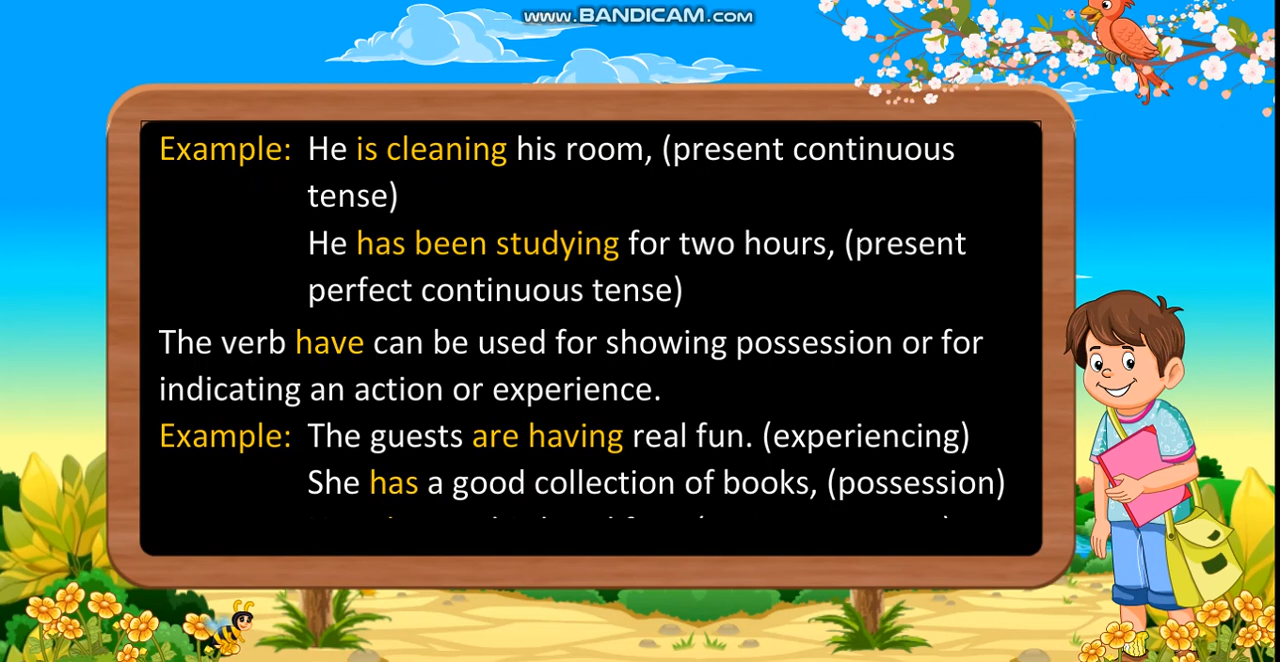 www.BANDICAM.com
Example: He is cleaning his room, (present continuous
tense)
He has been studying for two hours, (present
perfect continuous tense)
The verb have can be used for showing possession or for
indicating an action or experience.
Example: The guests are having real fun. (experiencing)
She has a good collection of books, (possession)